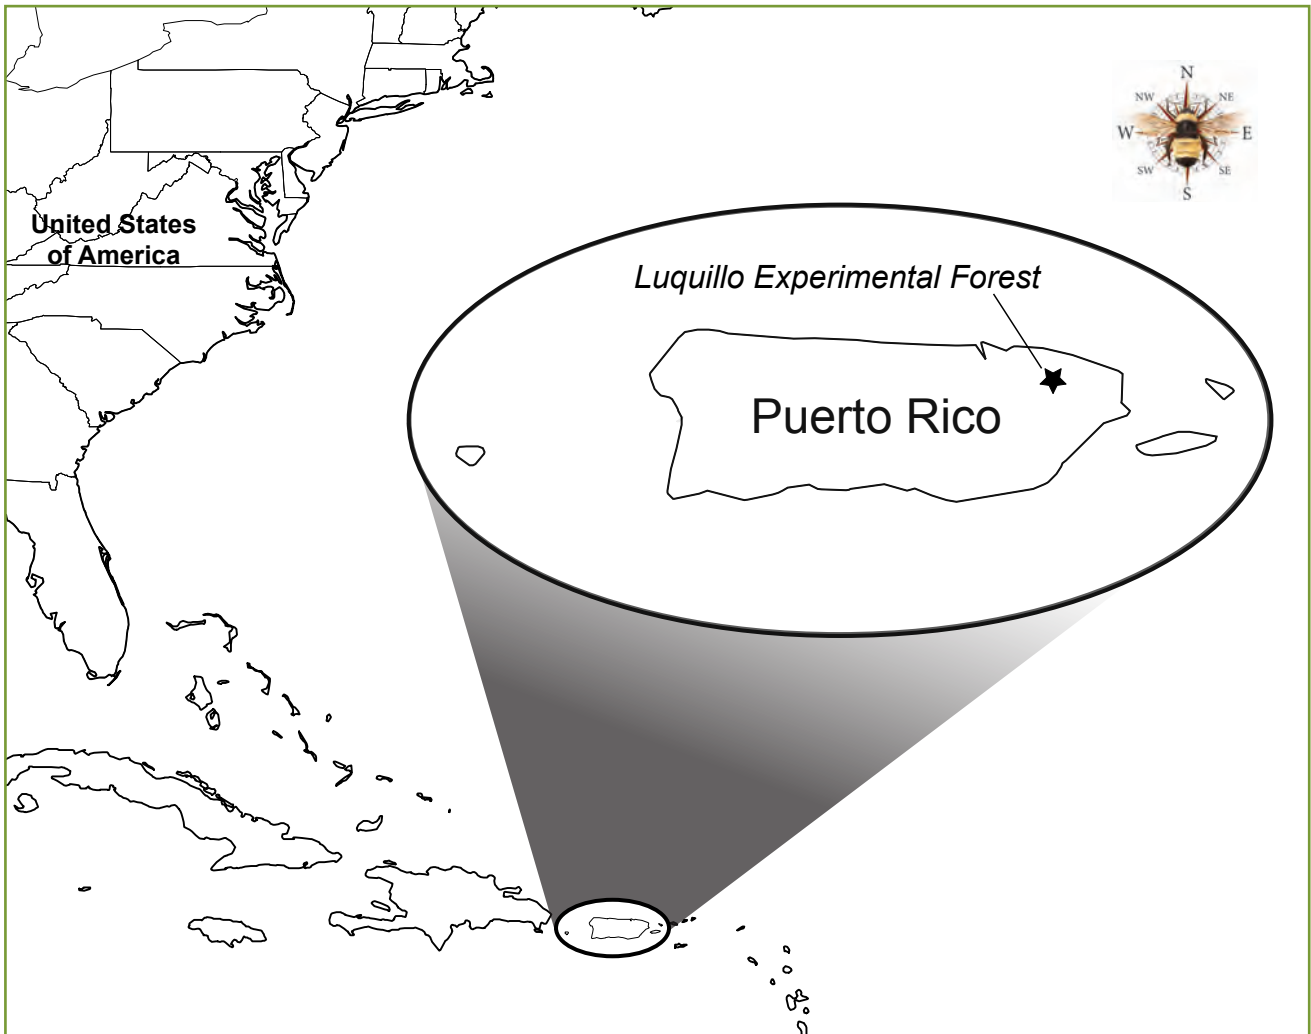 N
NW NE
W E
SW SE
S
United States
of America
Luquillo Experimental Forest
Puerto Rico